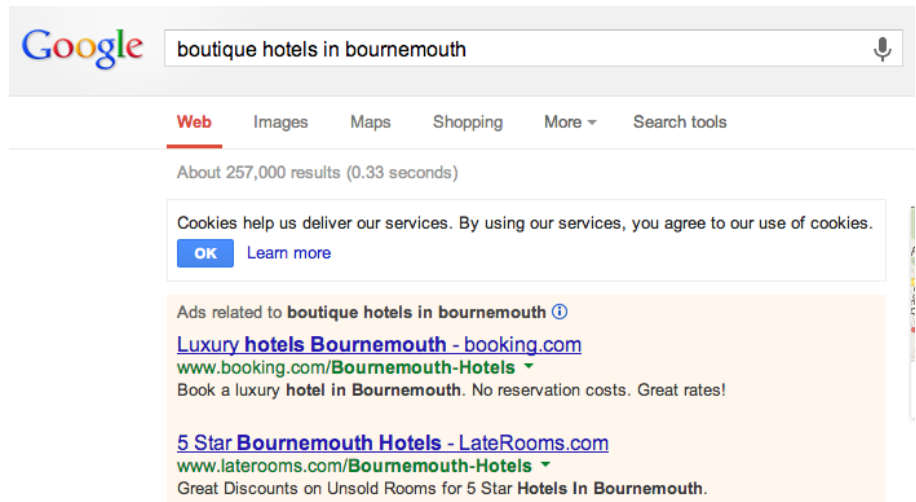 Google boutique hotels in bournemouth
Web Images Maps Shopping More Search tools
About 257,000 results (0.33 seconds)
Cookies help us deliver our services. By using our services, you agree to our use of cookies.
OK Learn more
Ads related to boutique hotels in bournemouth
Luxury hotels Bournemouth - booking.com
www.booking.com/Bournemouth-Hotels
Book a luxury hotel in Bournemouth. No reservation costs. Great rates!
5 Star Bournemouth Hotels - LateRooms.com
www.laterooms.com/Bournemouth-Hotels
Great Discounts on Unsold Rooms for 5 Star Hotels In Bournemouth.